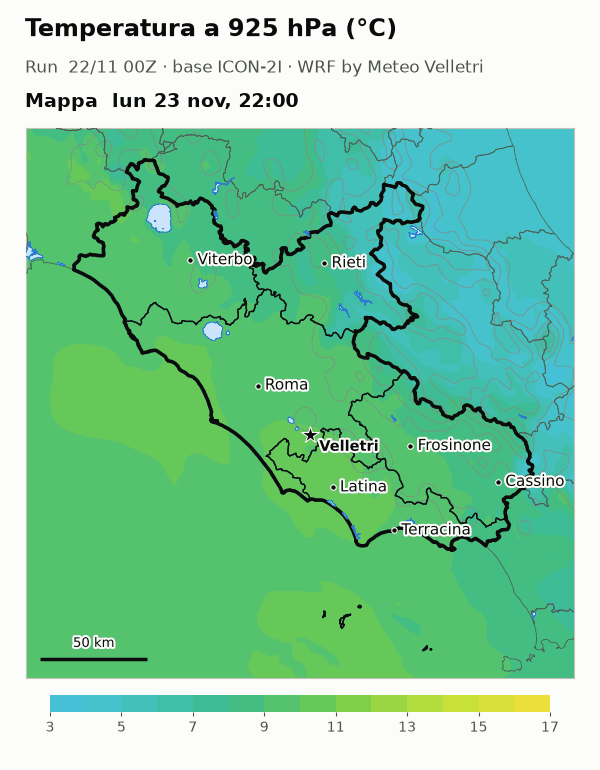 Temperatura a 925 hPa (°C)
Run  22/11 00Z · base ICON-2I · WRF by Meteo Velletri
Mappa  lun 23 nov, 22:00
Viterbo
Rieti
Roma
Velletri
Frosinone
Latina
Cassino
Terracina
50 km
3 5 7 9 11 13 15 17